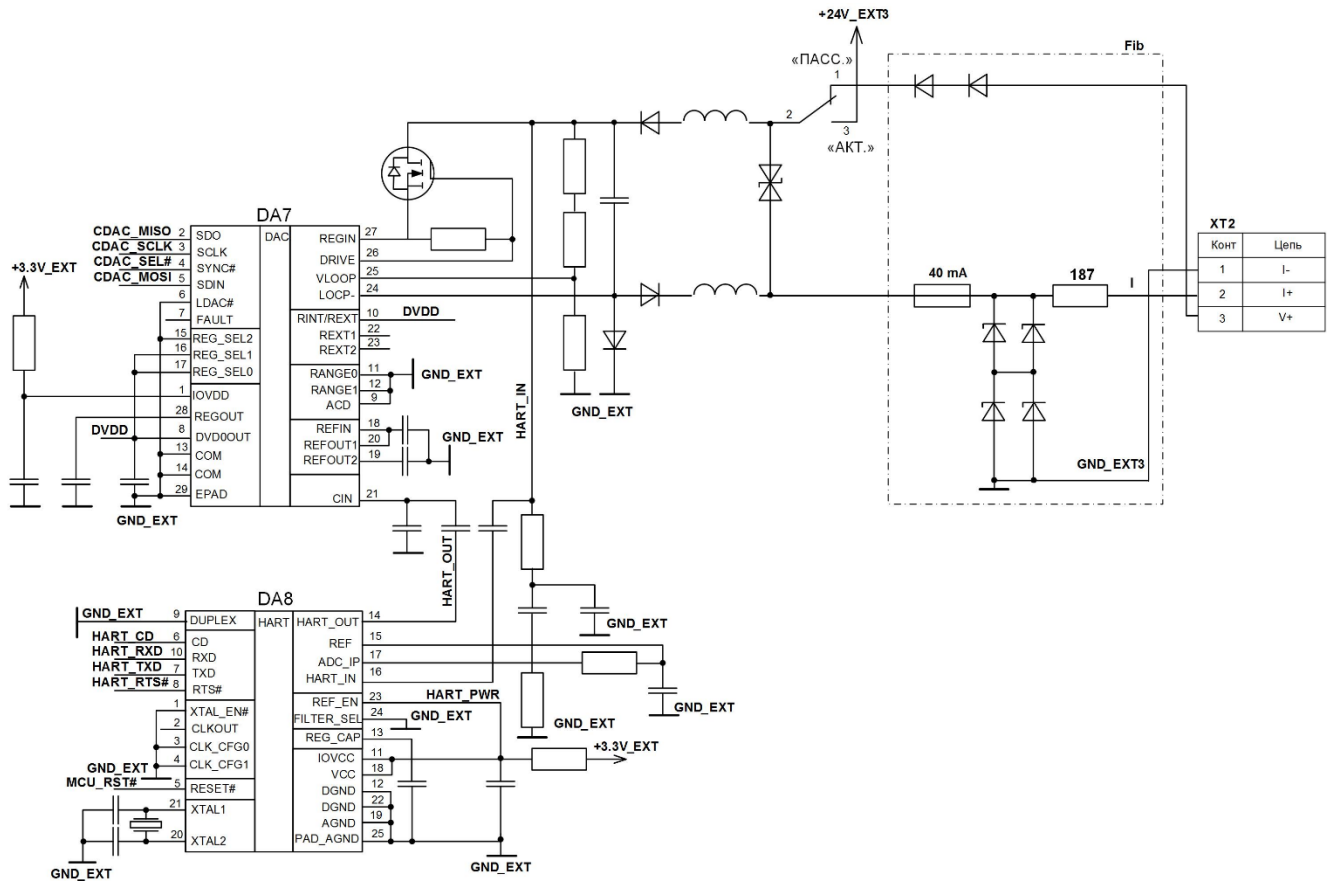 +24V_EXT3
Fib
«ПАСС.»
1
2
3
«АКТ.»
XT2
Конт Цепь
1 I-
2 I+
3 V+
40 mA
187
I
GND_EXT3
DA7
DAC
CDAC_MISO 2 SDO
CDAC_SCLK 3 SCLK
CDAC_SEL# 4 SYNC#
CDAC_MOSI 5 SDIN
6 LDAC#
7 FAULT
15 REG_SEL2
16 REG_SEL1
17 REG_SEL0
1 IOVDD
28 REGOUT
DVDD 8 DVD0OUT
13 COM
14 COM
29 EPAD
+3.3V_EXT
GND_EXT
REGIN 27
DRIVE 26
VLOOP 25
LOCP- 24
RINT/REXT 10 DVDD
REXT1 22
REXT2 23
RANGE0 11
RANGE1 12
ACD 9
GND_EXT
REFIN 18
REFOUT1 20
REFOUT2 19
GND_EXT
CIN 21
GND_EXT
HART_IN
HART_OUT
DA8
HART
GND_EXT 9 DUPLEX
HART_CD 6 CD
HART_RXD 10 RXD
HART_TXD 7 TXD
HART_RTS# 8 RTS#
1 XTAL_EN#
2 CLKOUT
3 CLK_CFG0
4 CLK_CFG1
GND_EXT
MCU_RST# 5 RESET#
21 XTAL1
20 XTAL2
GND_EXT
HART_OUT 14
REF 15
ADC_IP 17
HART_IN 16
REF_EN 23 HART_PWR
FILTER_SEL 24 GND_EXT
REG_CAP 13
IOVCC 11
VCC 18
DGND 12
DGND 22
AGND 19
PAD_AGND 25
GND_EXT
GND_EXT
GND_EXT
+3.3V_EXT
GND_EXT